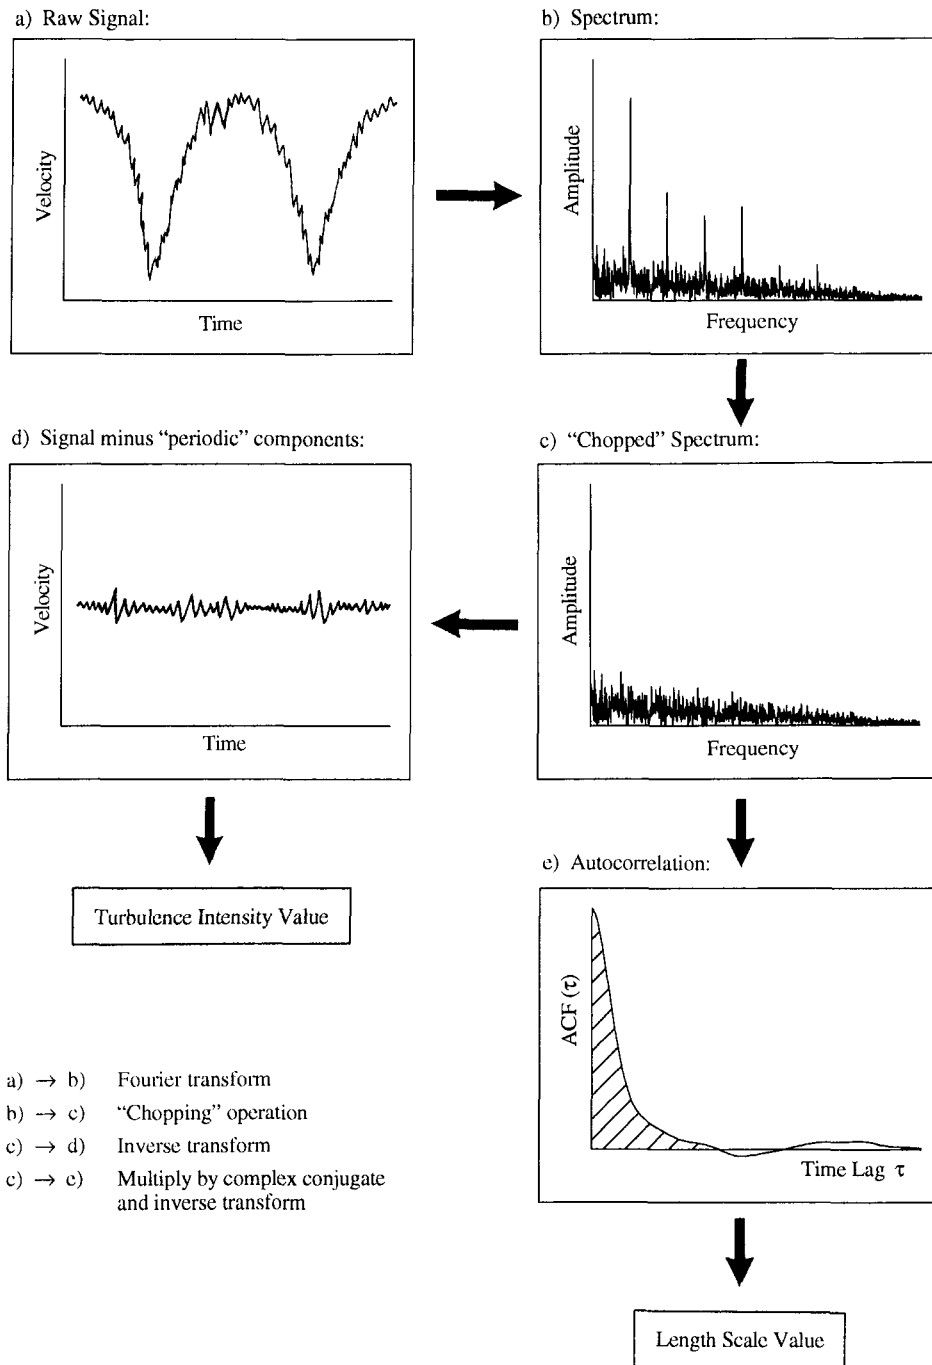 a) Raw Signal:
Velocity
Time
b) Spectrum:
Amplitude
Frequency
d) Signal minus “periodic” components:
Velocity
Time
c) “Chopped” Spectrum:
Amplitude
Frequency
Turbulence Intensity Value
e) Autocorrelation:
ACF (τ)
Time Lag τ
a) → b) Fourier transform
b) → c) “Chopping” operation
c) → d) Inverse transform
c) → e) Multiply by complex conjugate
and inverse transform
Length Scale Value